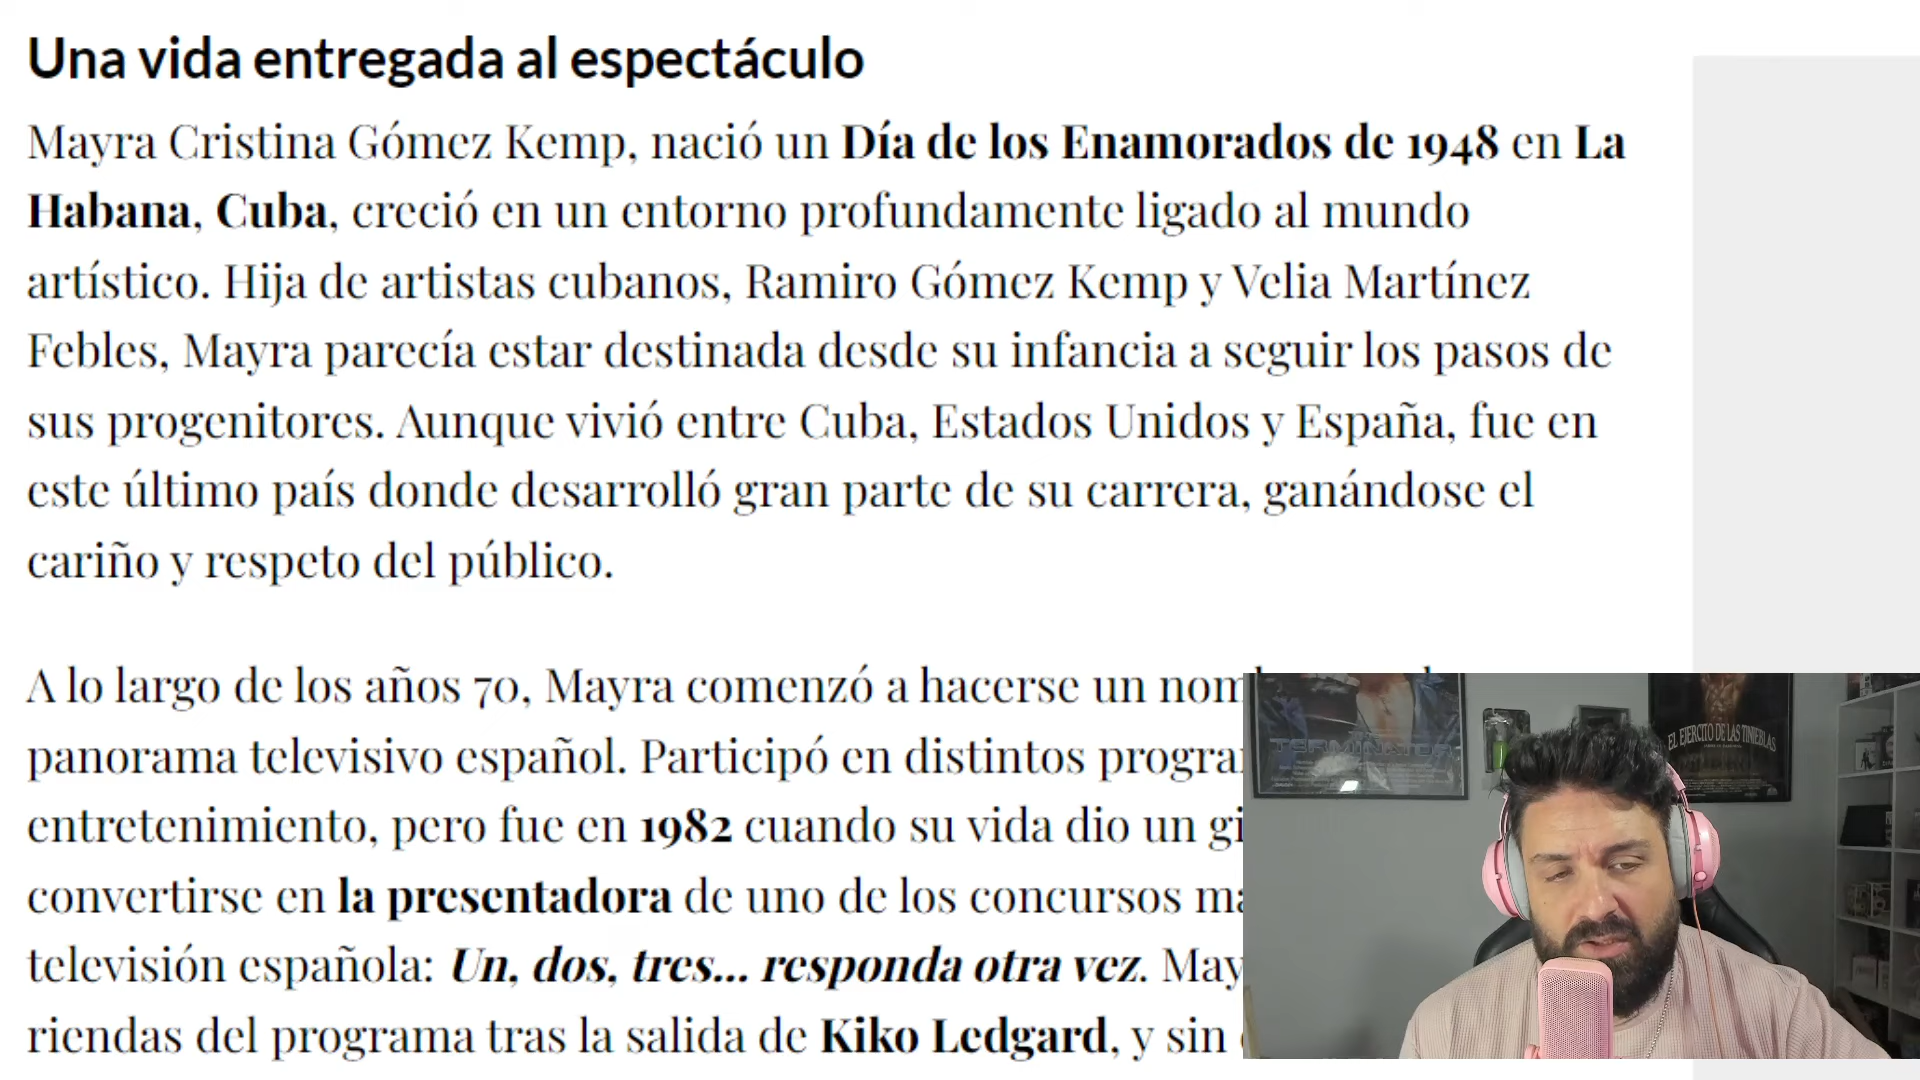 Una vida entregada al espectáculo
Mayra Cristina Gómez Kemp, nació un Día de los Enamorados de 1948 en La
Habana, Cuba, creció en un entorno profundamente ligado al mundo
artístico. Hija de artistas cubanos, Ramiro Gómez Kemp y Velia Martínez
Febles, Mayra parecía estar destinada desde su infancia a seguir los pasos de
sus progenitores. Aunque vivió entre Cuba, Estados Unidos y España, fue en
este último país donde desarrolló gran parte de su carrera, ganándose el
cariño y respeto del público.
A lo largo de los años 70, Mayra comenzó a hacerse un
panorama televisivo español. Participó en distintos
entretenimiento, pero fue en 1982 cuando su vida dio un
convertirse en la presentadora de uno de los concursos
televisión española: Un, dos, tres... responda otra vez.
riendas del programa tras la salida de Kiko Ledgard, y sin
TERMINATOR
EL EJERCITO DE LAS TINIEBLAS